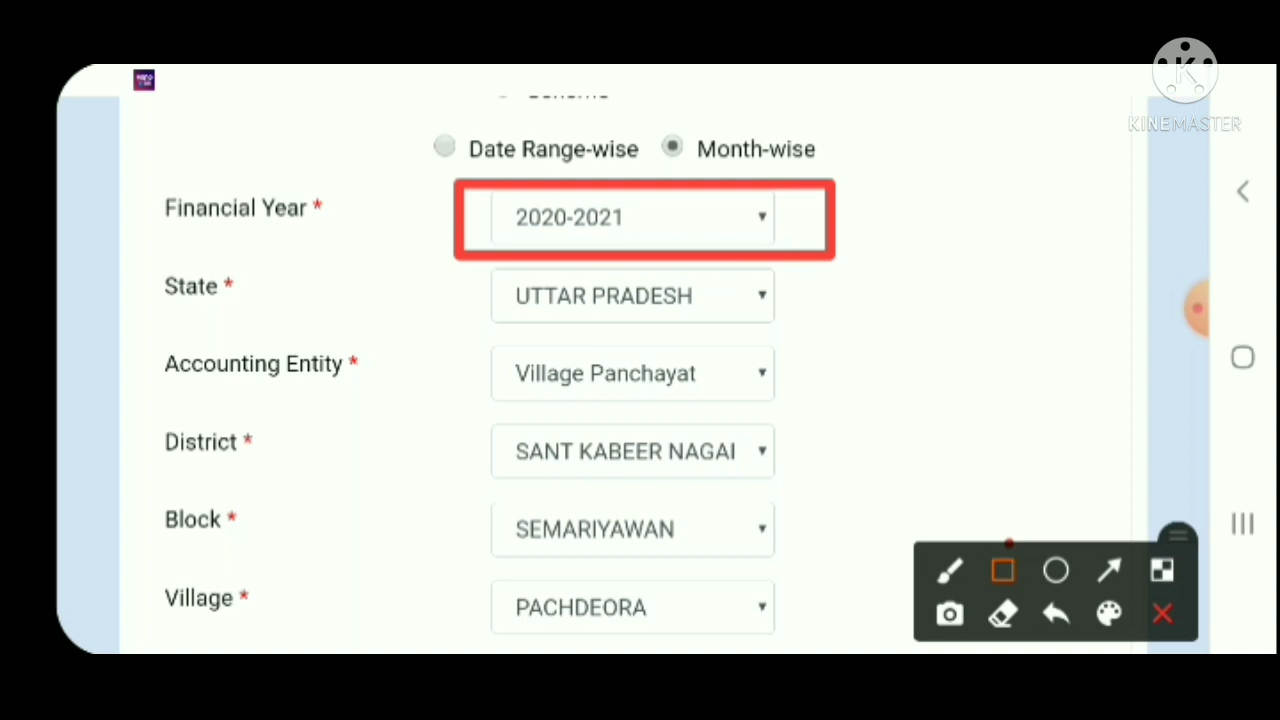 KINEMASTER
Date Range-wise Month-wise
Financial Year * 2020-2021
State * UTTAR PRADESH
Accounting Entity * Village Panchayat
District * SANT KABEER NAGAI
Block * SEMARIYAWAN
Village * PACHDEORA